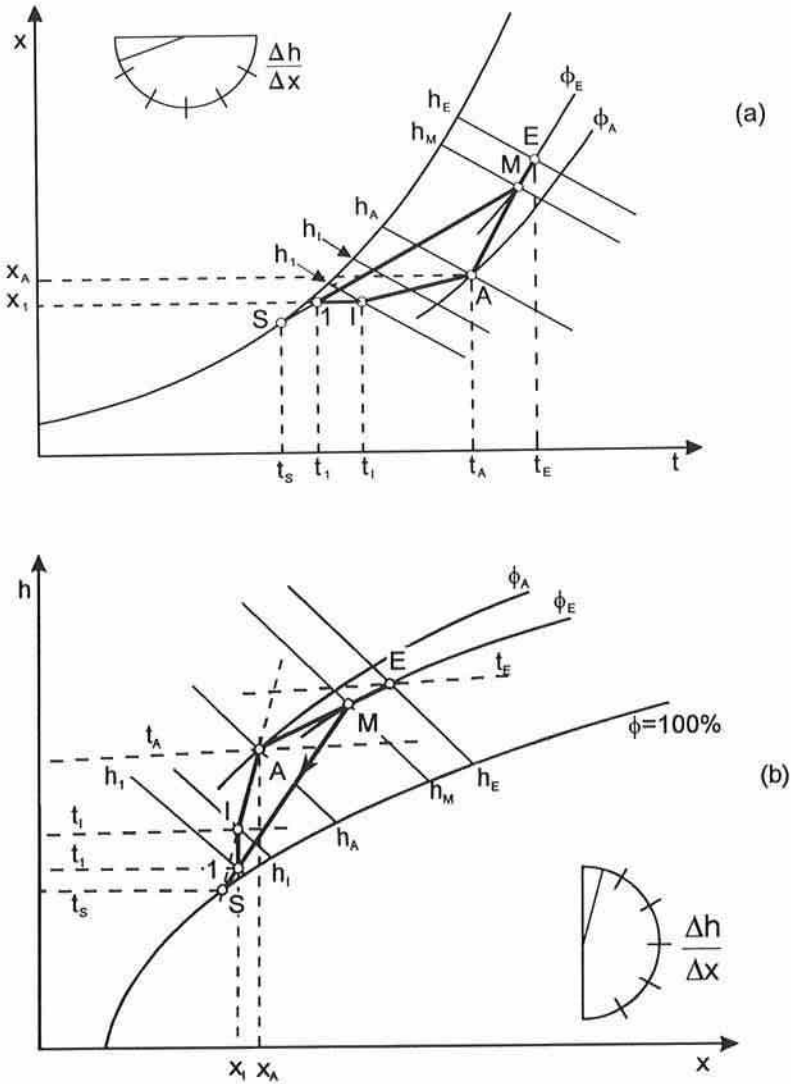 x
Δh
Δx
(a)
h_E
h_M
E
M
ϕ_E
ϕ_A
h_A
h_I
h_1
x_A
x_1
S
1
I
A
t_S
t_1
t_I
t_A
t_E
t
h
ϕ_A
ϕ_E
E
t_E
M
ϕ=100%
t_A
A
h_1
h_E
h_M
(b)
t_I
I
h_A
t_1
1
h_I
t_S
S
Δh
Δx
x_I
x_A
x